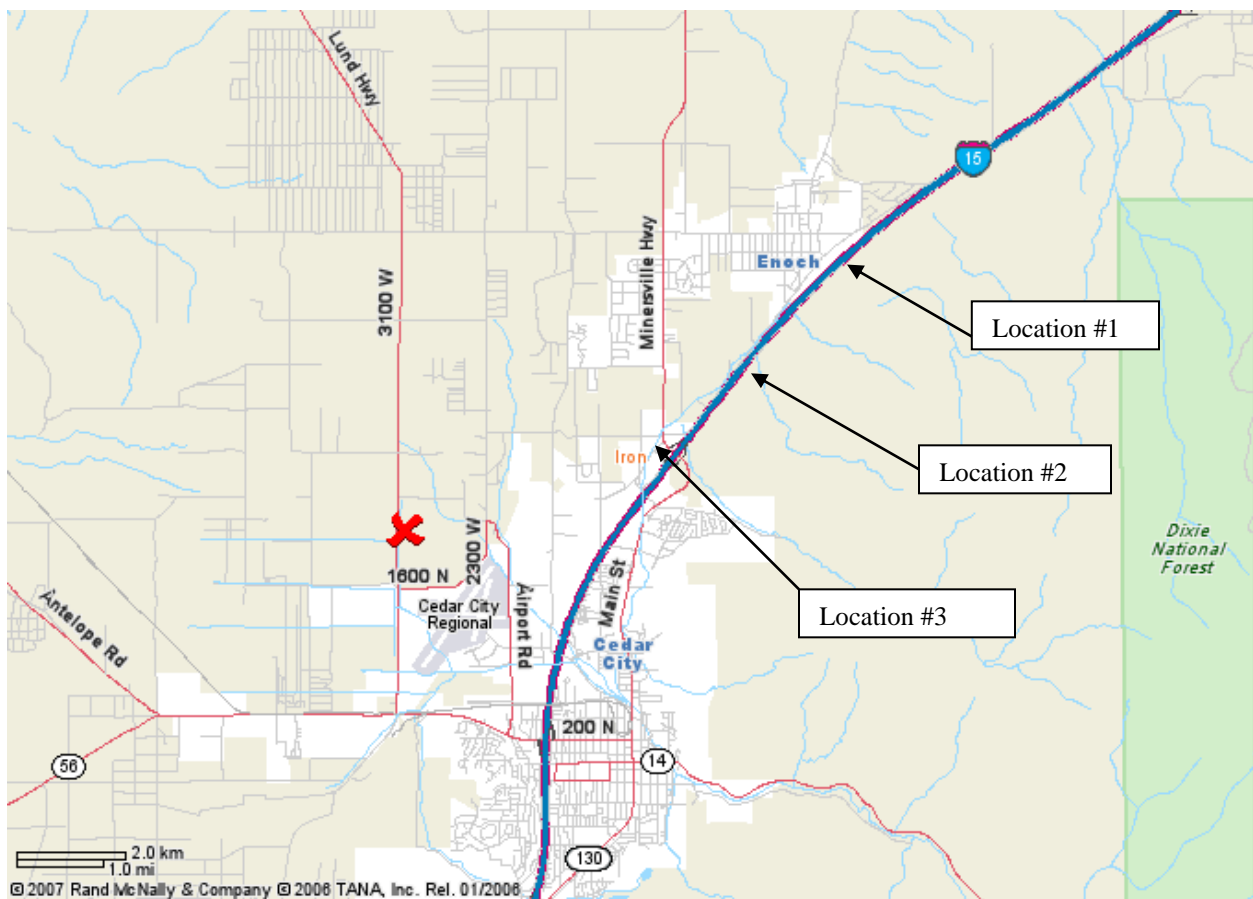 Lund Hwy
15
3100 W
Minersville Hwy
Enoch
Location #1
Location #2
Iron
Dixie
National
Forest
1600 N
2300 W
Cedar City
Regional
Airport Rd
Main St
Location #3
Antelope Rd
Cedar
City
200 N
56
14
130
2.0 km
1.0 mi
© 2007 Rand McNally & Company © 2006 TANA, Inc. Rel. 01/2006